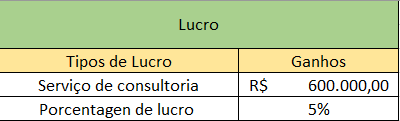 Lucro
Tipos de Lucro Ganhos
Serviço de consultoria R$ 600.000,00
Porcentagen de lucro 5%